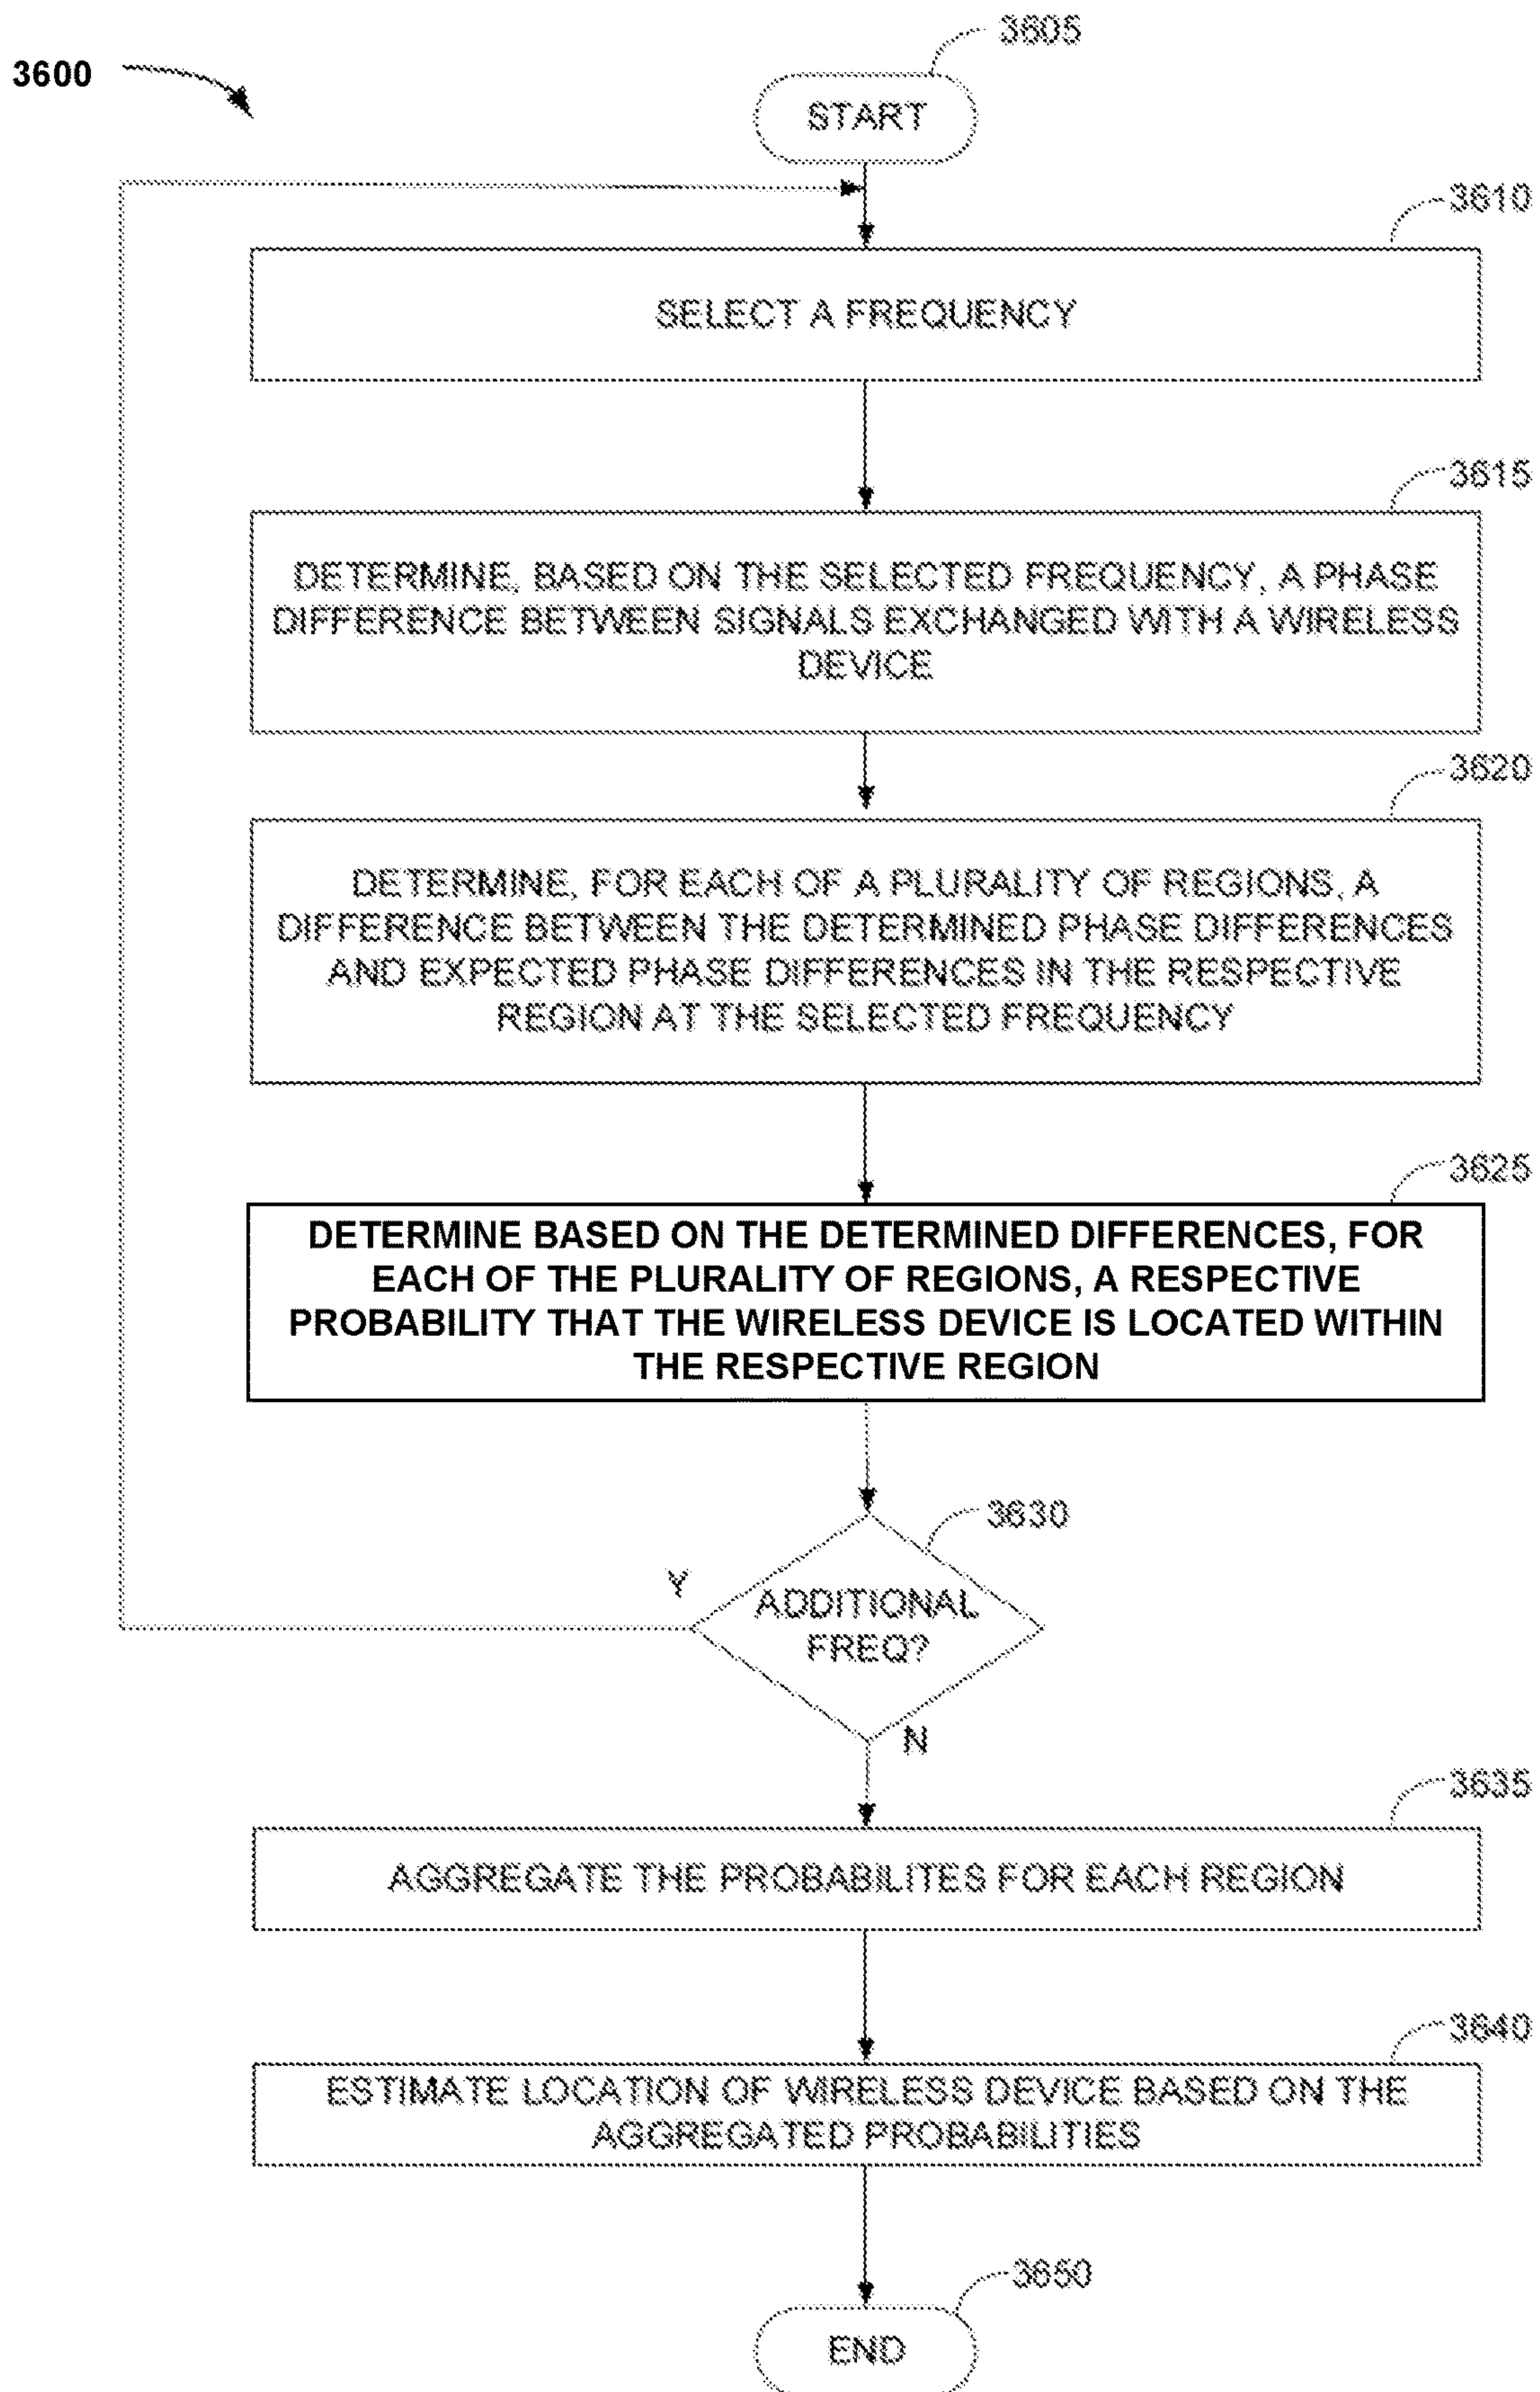 3600
3605
START
3610
SELECT A FREQUENCY
3615
DETERMINE, BASED ON THE SELECTED FREQUENCY, A PHASE
DIFFERENCE BETWEEN SIGNALS EXCHANGED WITH A WIRELESS
DEVICE
3620
DETERMINE, FOR EACH OF A PLURALITY OF REGIONS, A
DIFFERENCE BETWEEN THE DETERMINED PHASE DIFFERENCES
AND EXPECTED PHASE DIFFERENCES IN THE RESPECTIVE
REGION AT THE SELECTED FREQUENCY
3625
DETERMINE BASED ON THE DETERMINED DIFFERENCES, FOR
EACH OF THE PLURALITY OF REGIONS, A RESPECTIVE
PROBABILITY THAT THE WIRELESS DEVICE IS LOCATED WITHIN
THE RESPECTIVE REGION
3630
Y
ADDITIONAL
FREQ?
N
3635
AGGREGATE THE PROBABILITES FOR EACH REGION
3640
ESTIMATE LOCATION OF WIRELESS DEVICE BASED ON THE
AGGREGATED PROBABILITIES
3650
END